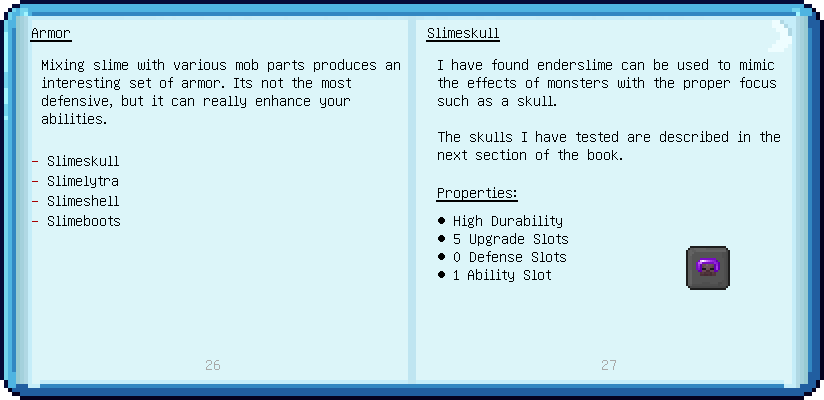 Armor
Mixing slime with various mob parts produces an
interesting set of armor. Its not the most
defensive, but it can really enhance your
abilities.
- Slimeskull
- Slimelytra
- Slimeshell
- Slimeboots
26
Slimeskull
I have found enderslime can be used to mimic
the effects of monsters with the proper focus
such as a skull.
The skulls I have tested are described in the
next section of the book.
Properties:
● High Durability
● 5 Upgrade Slots
● 0 Defense Slots
● 1 Ability Slot
27